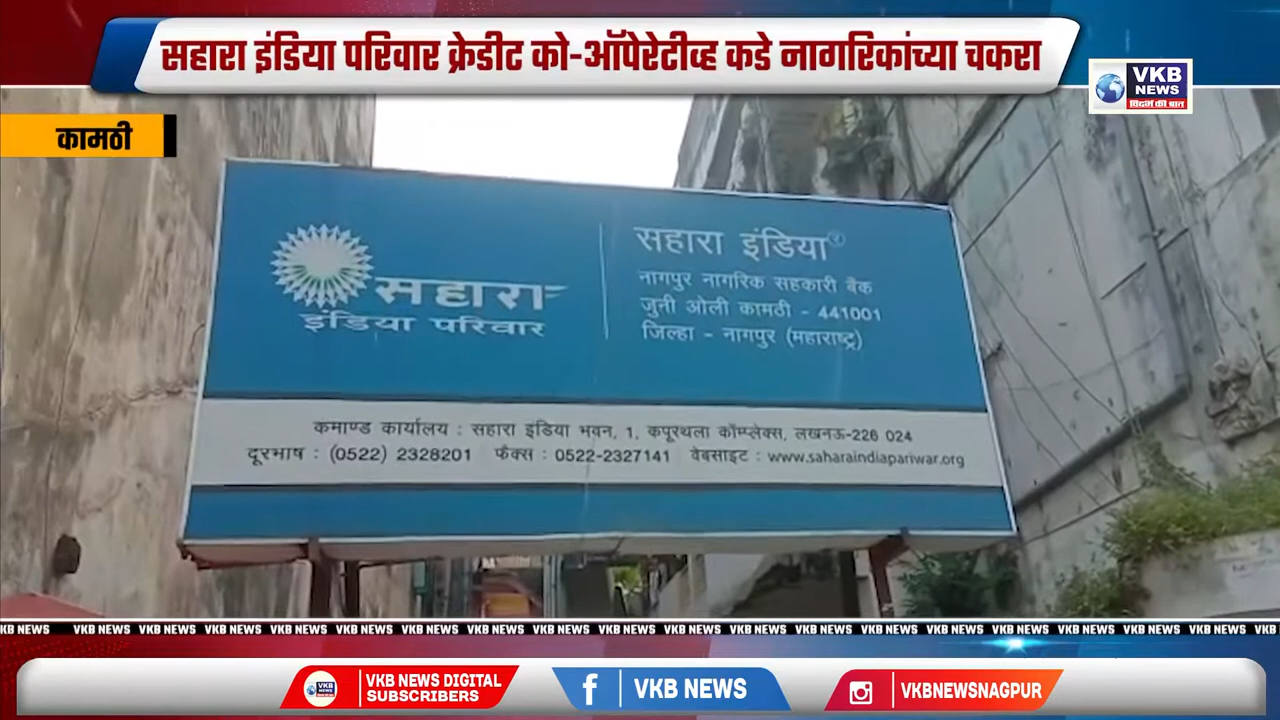 सहारा इंडिया परिवार क्रेडीट को-ऑपेरेटीव्ह कडे नागरिकांच्या चकरा
VKB
NEWS
विदर्भ की बात
कामठी
सहारा
इंडिया परिवार
सहारा इंडिया
नागपुर नागरिक सहकारी बैक
जुनी ओली कामठी - 441001
जिल्हा - नागपुर (महाराष्ट्र)
कमाण्ड कार्यालय : सहारा इंडिया भवन, 1, कपूरथला कॉम्प्लेक्स, लखनऊ-226 024
दूरभाष : (0522) 2328201 फैक्स : 0522-2327141 वेबसाइट : www.saharaindiapariwar.org
KB NEWS VKB NEWS VKB NEWS VKB NEWS VKB NEWS VKB NEWS VKB NEWS VKB NEWS VKB NEWS VKB NEWS VKB NEWS VKB NEWS VKB NEWS VKB NEWS VKB NEWS VKB NEWS VKB NEWS VKB NEWS VKB NEWS VKB
VKB NEWS DIGITAL
SUBSCRIBERS
VKB NEWS
VKBNEWSNAGPUR